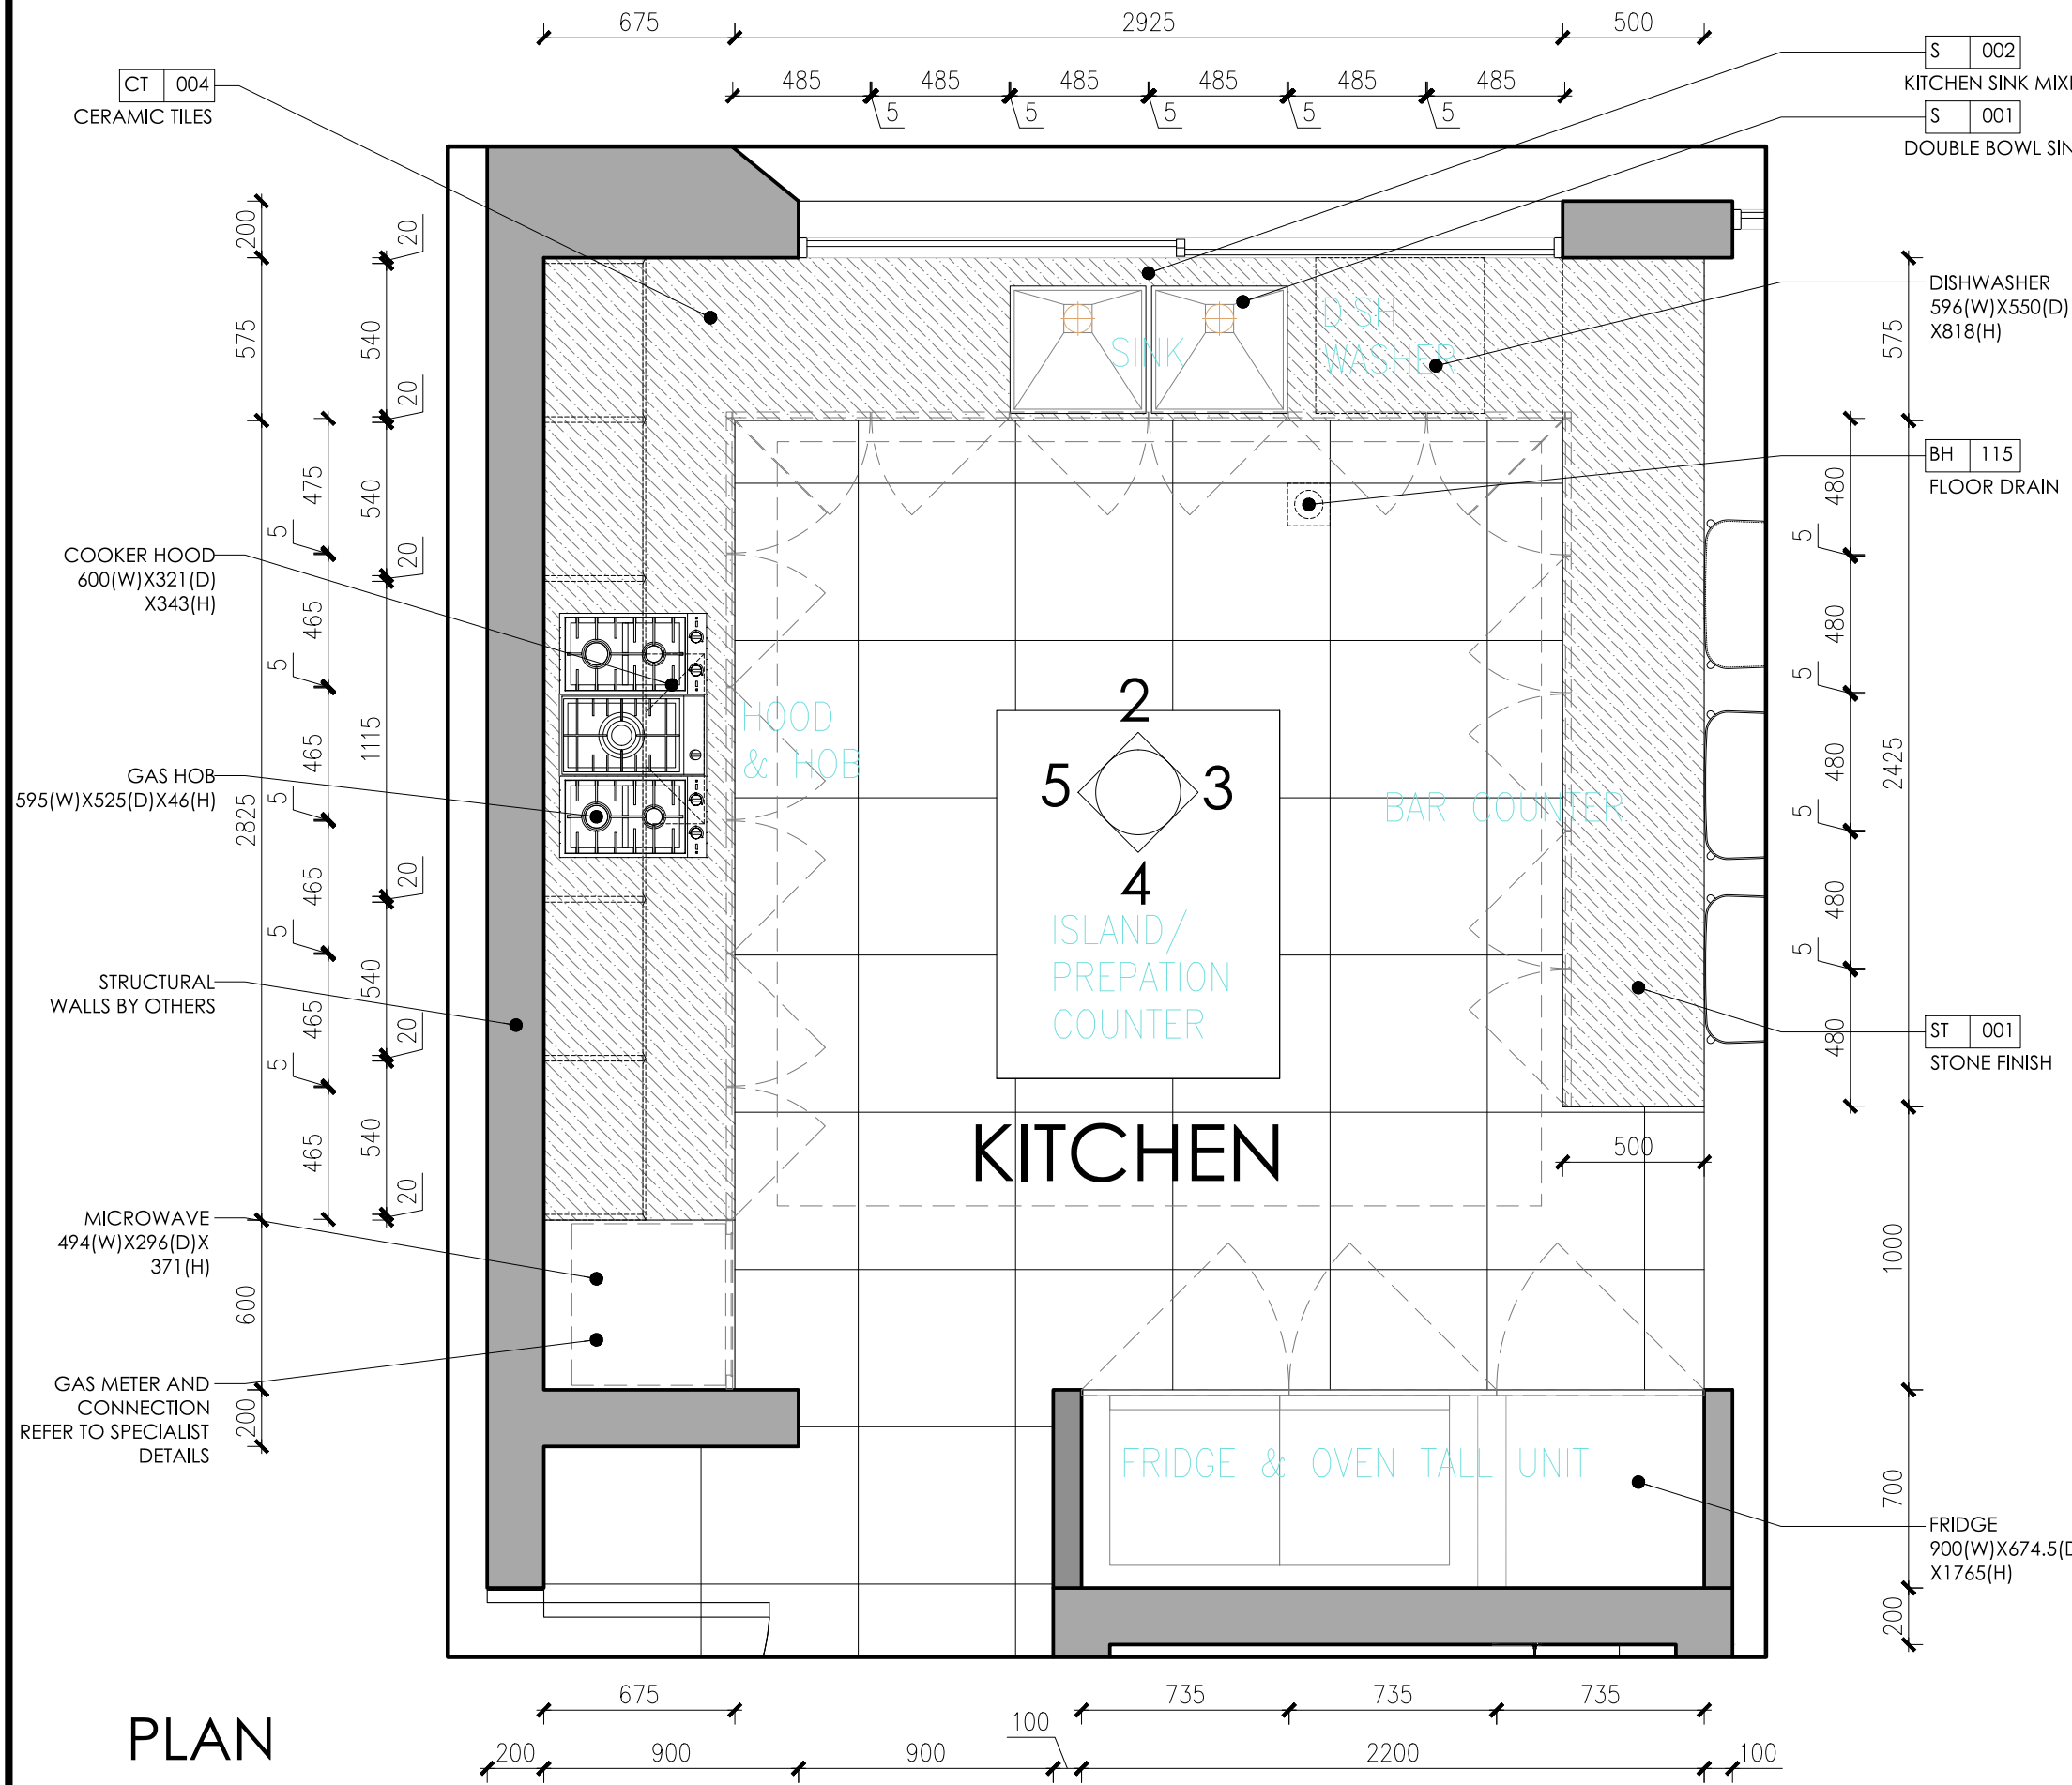 675
2925
500
485
485
485
485
485
485
5
5
5
5
5
CT 004
CERAMIC TILES
S 002
KITCHEN SINK MIX
S 001
DOUBLE BOWL SIN
200
575
2825
600
200
475
5
465
5
465
5
465
5
465
5
465
20
540
20
540
20
1115
20
540
20
540
20
COOKER HOOD
600(W)X321(D)
X343(H)
GAS HOB
595(W)X525(D)X46(H)
STRUCTURAL
WALLS BY OTHERS
MICROWAVE
494(W)X296(D)X
371(H)
GAS METER AND
CONNECTION
REFER TO SPECIALIST
DETAILS
SINK
DISH
WASHER
HOOD
& HOB
2
5
3
4
BAR COUNTER
ISLAND/
PREPATION
COUNTER
KITCHEN
500
FRIDGE & OVEN TALL UNIT
DISHWASHER
596(W)X550(D)
X818(H)
BH 115
FLOOR DRAIN
ST 001
STONE FINISH
FRIDGE
900(W)X674.5(D
X1765(H)
480
5
480
5
480
5
480
5
480
575
2425
1000
700
200
PLAN
675
735
735
735
200
900
900
100
2200
100